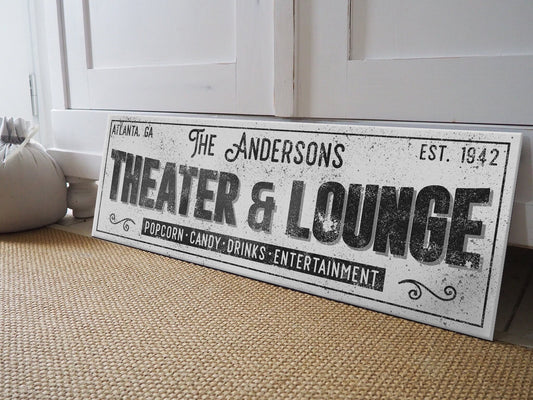 ATLANTA, GA
THE ANDERSONS
EST. 1942
THEATER & LOUNGE
POPCORN · CANDY · DRINKS · ENTERTAINMENT